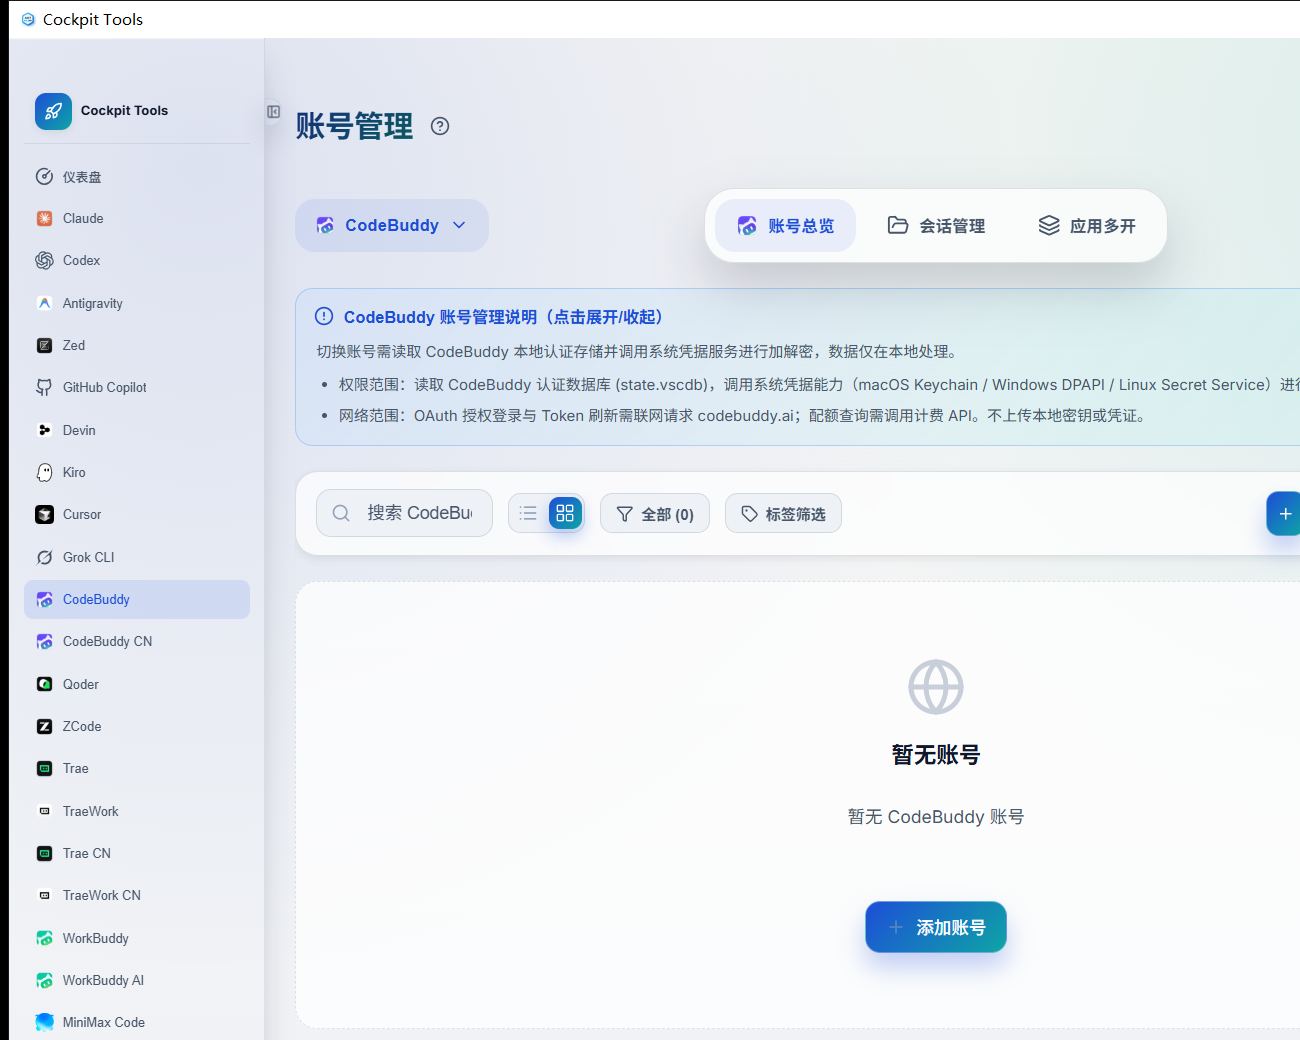 Cockpit Tools
Cockpit Tools
仪表盘
Claude
Codex
Antigravity
Zed
GitHub Copilot
Devin
Kiro
Cursor
Grok CLI
CodeBuddy
CodeBuddy CN
Qoder
ZCode
Trae
TraeWork
Trae CN
TraeWork CN
WorkBuddy
WorkBuddy AI
MiniMax Code
账号管理
CodeBuddy
账号总览
会话管理
应用多开
CodeBuddy 账号管理说明（点击展开/收起）
切换账号需读取 CodeBuddy 本地认证存储并调用系统凭据服务进行加解密，数据仅在本地处理。
• 权限范围：读取 CodeBuddy 认证数据库 (state.vscdb)，调用系统凭据能力（macOS Keychain / Windows DPAPI / Linux Secret Service）进
• 网络范围：OAuth 授权登录与 Token 刷新需联网请求 codebuddy.ai；配额查询需调用计费 API。不上传本地密钥或凭证。
搜索 CodeBu
全部 (0)
标签筛选
暂无账号
暂无 CodeBuddy 账号
添加账号